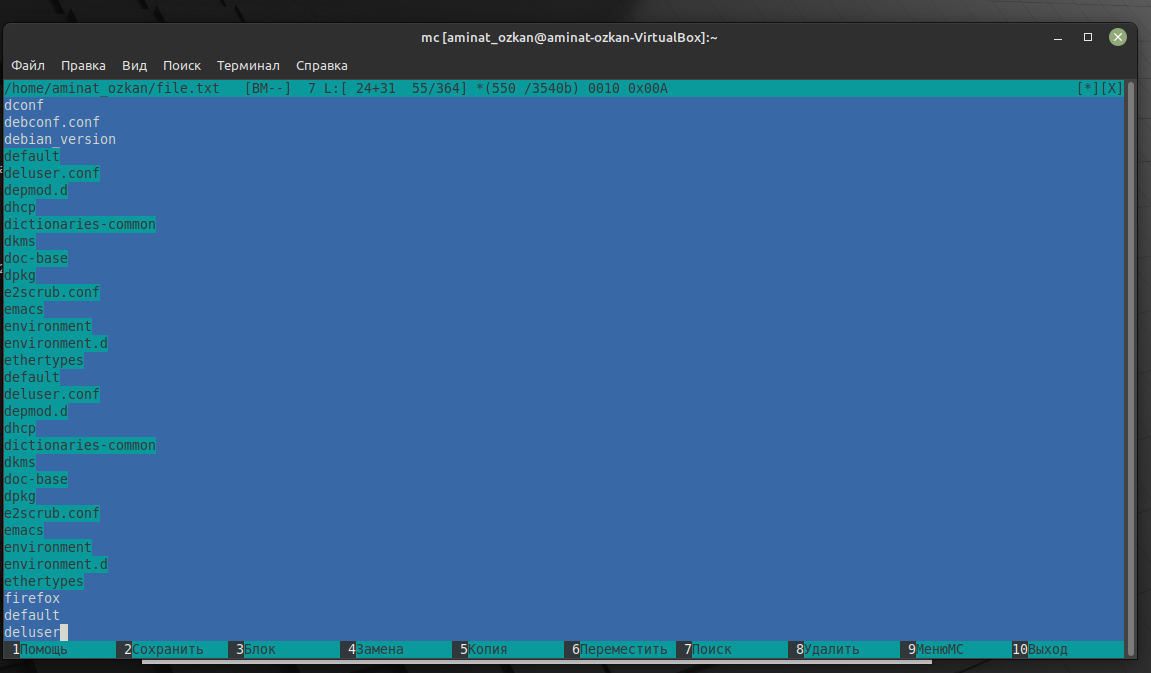 mc [aminat_ozkan@aminat-ozkan-VirtualBox]:~
Файл Правка Вид Поиск Терминал Справка
/home/aminat_ozkan/file.txt [BM--] 7 L:[ 24+31 55/364] *(550 /3540b) 0010 0x00A [*][X]
dconf
debconf.conf
debian_version
default
deluser.conf
depmod.d
dhcp
dictionaries-common
dkms
doc-base
dpkg
e2scrub.conf
emacs
environment
environment.d
ethertypes
default
deluser.conf
depmod.d
dhcp
dictionaries-common
dkms
doc-base
dpkg
e2scrub.conf
emacs
environment
environment.d
ethertypes
firefox
default
deluser
1Помощь 2Сохранить 3Блок 4Замена 5Копия 6Переместить 7Поиск 8Удалить 9МенюMC 10Выход